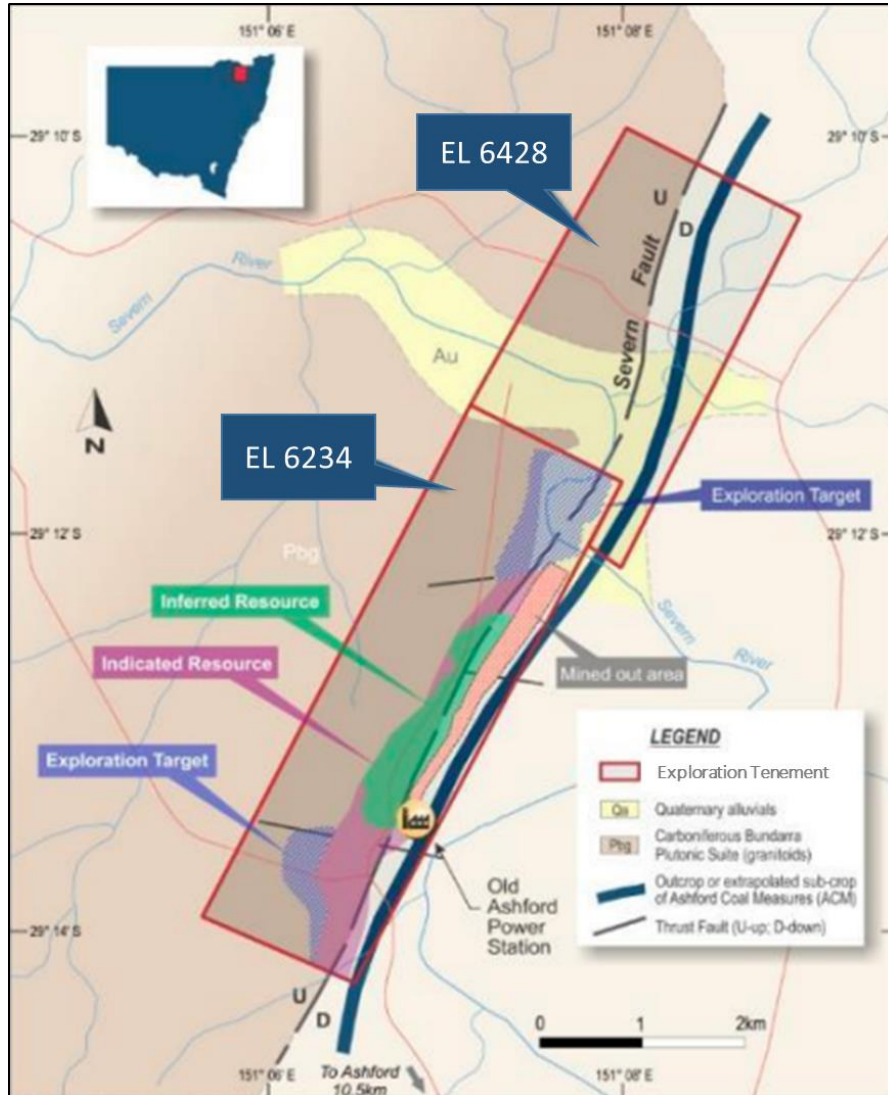 151° 06' E
151° 08' E
29° 10' S
29° 10' S
EL 6428
U
D
Severn Fault
Severn
River
Au
N
EL 6234
Exploration Target
29° 12' S
29° 12' S
Pbg
Inferred Resource
Indicated Resource
Severn
River
Mined out area
Exploration Target
LEGEND
Exploration Tenement
Qa
Quaternary alluvials
Pbg
Carboniferous Bundarra
Plutonic Suite (granitoids)
Outcrop or extrapolated sub-crop
of Ashford Coal Measures (ACM)
Thrust Fault (U-up; D-down)
Old
Ashford
Power
Station
29° 14' S
U
D
0
1
2km
151° 06' E
To Ashford
10.5km
151° 08' E